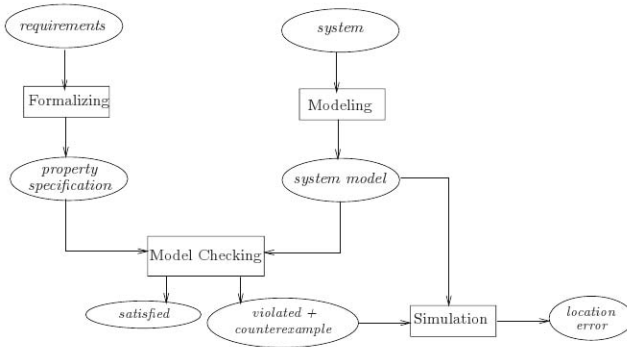 requirements
system
Formalizing
Modeling
property
specification
system model
Model Checking
satisfied
violated +
counterexample
Simulation
location
error